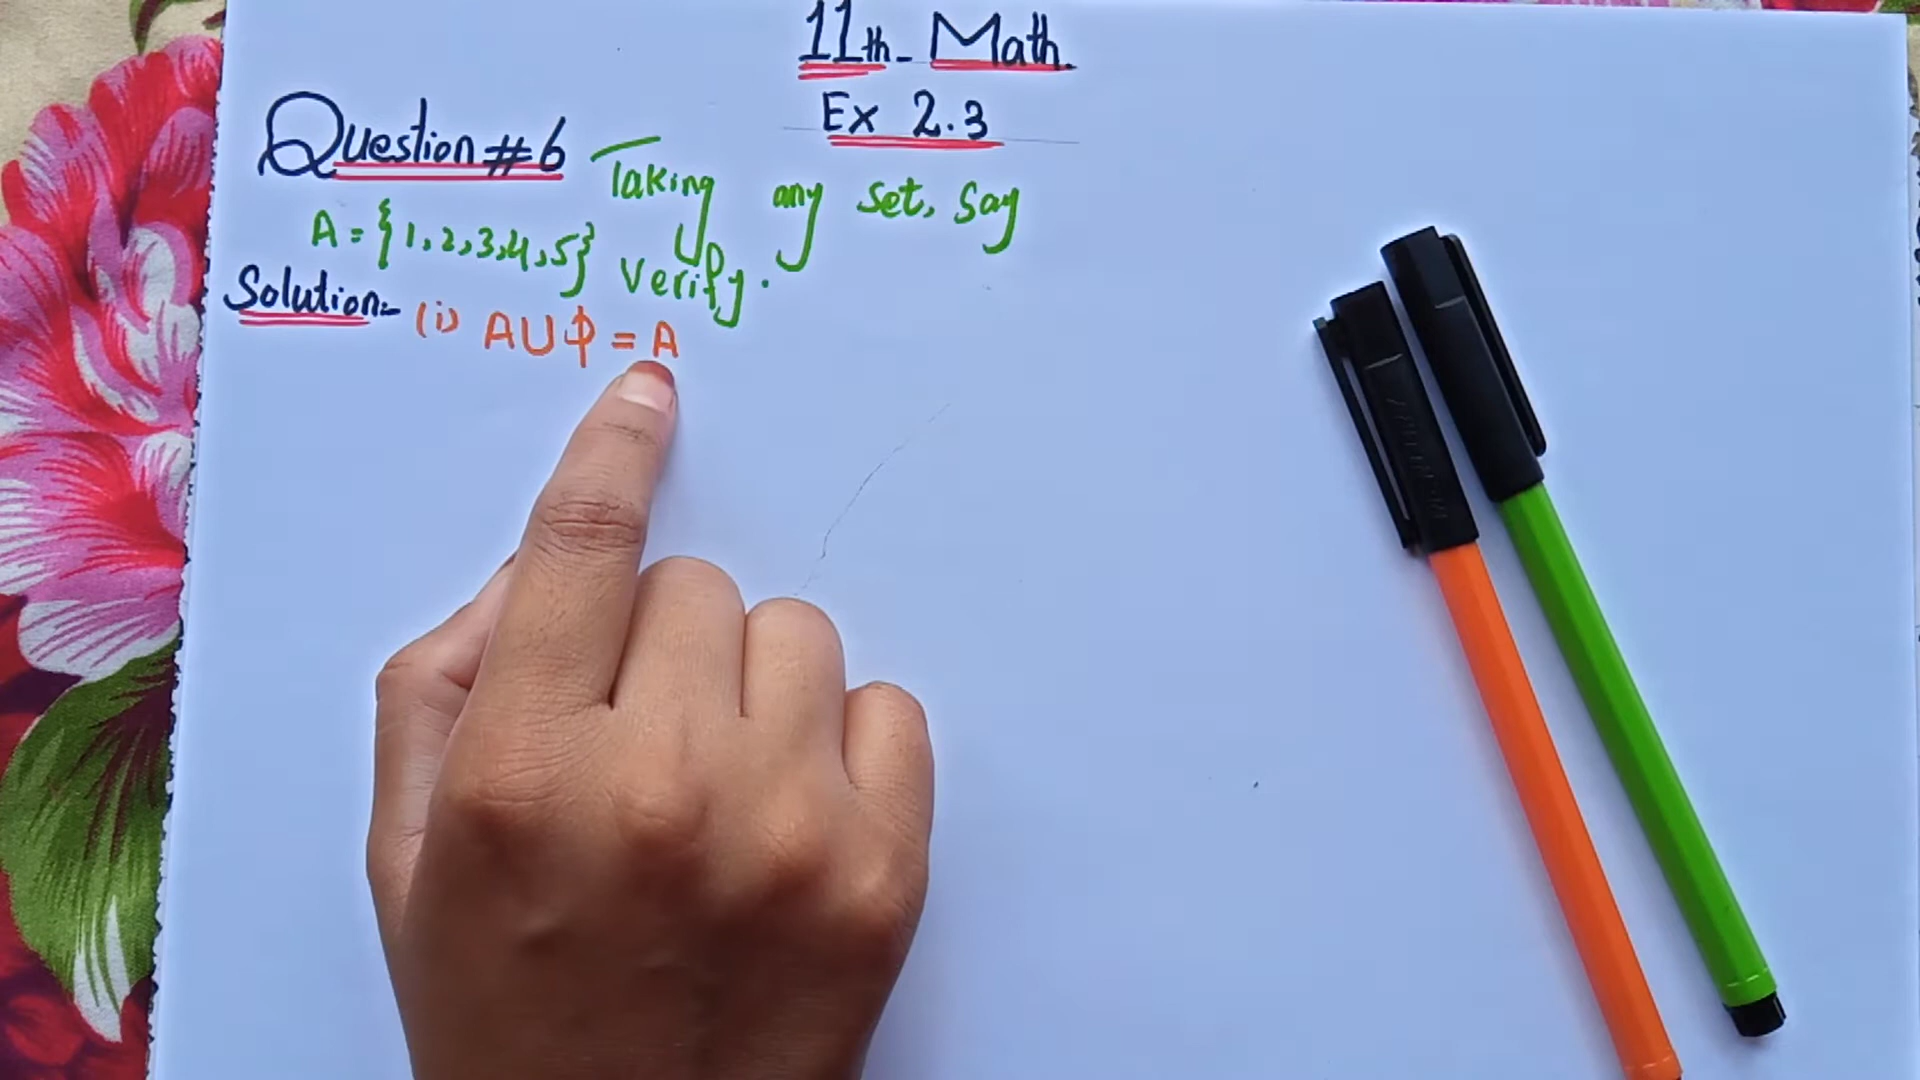 11th - Math.
Ex 2.3
Question #6 Taking any set, say
A = {1,2,3,4,5} Verify.
Solution:- (i) A∪Φ = A